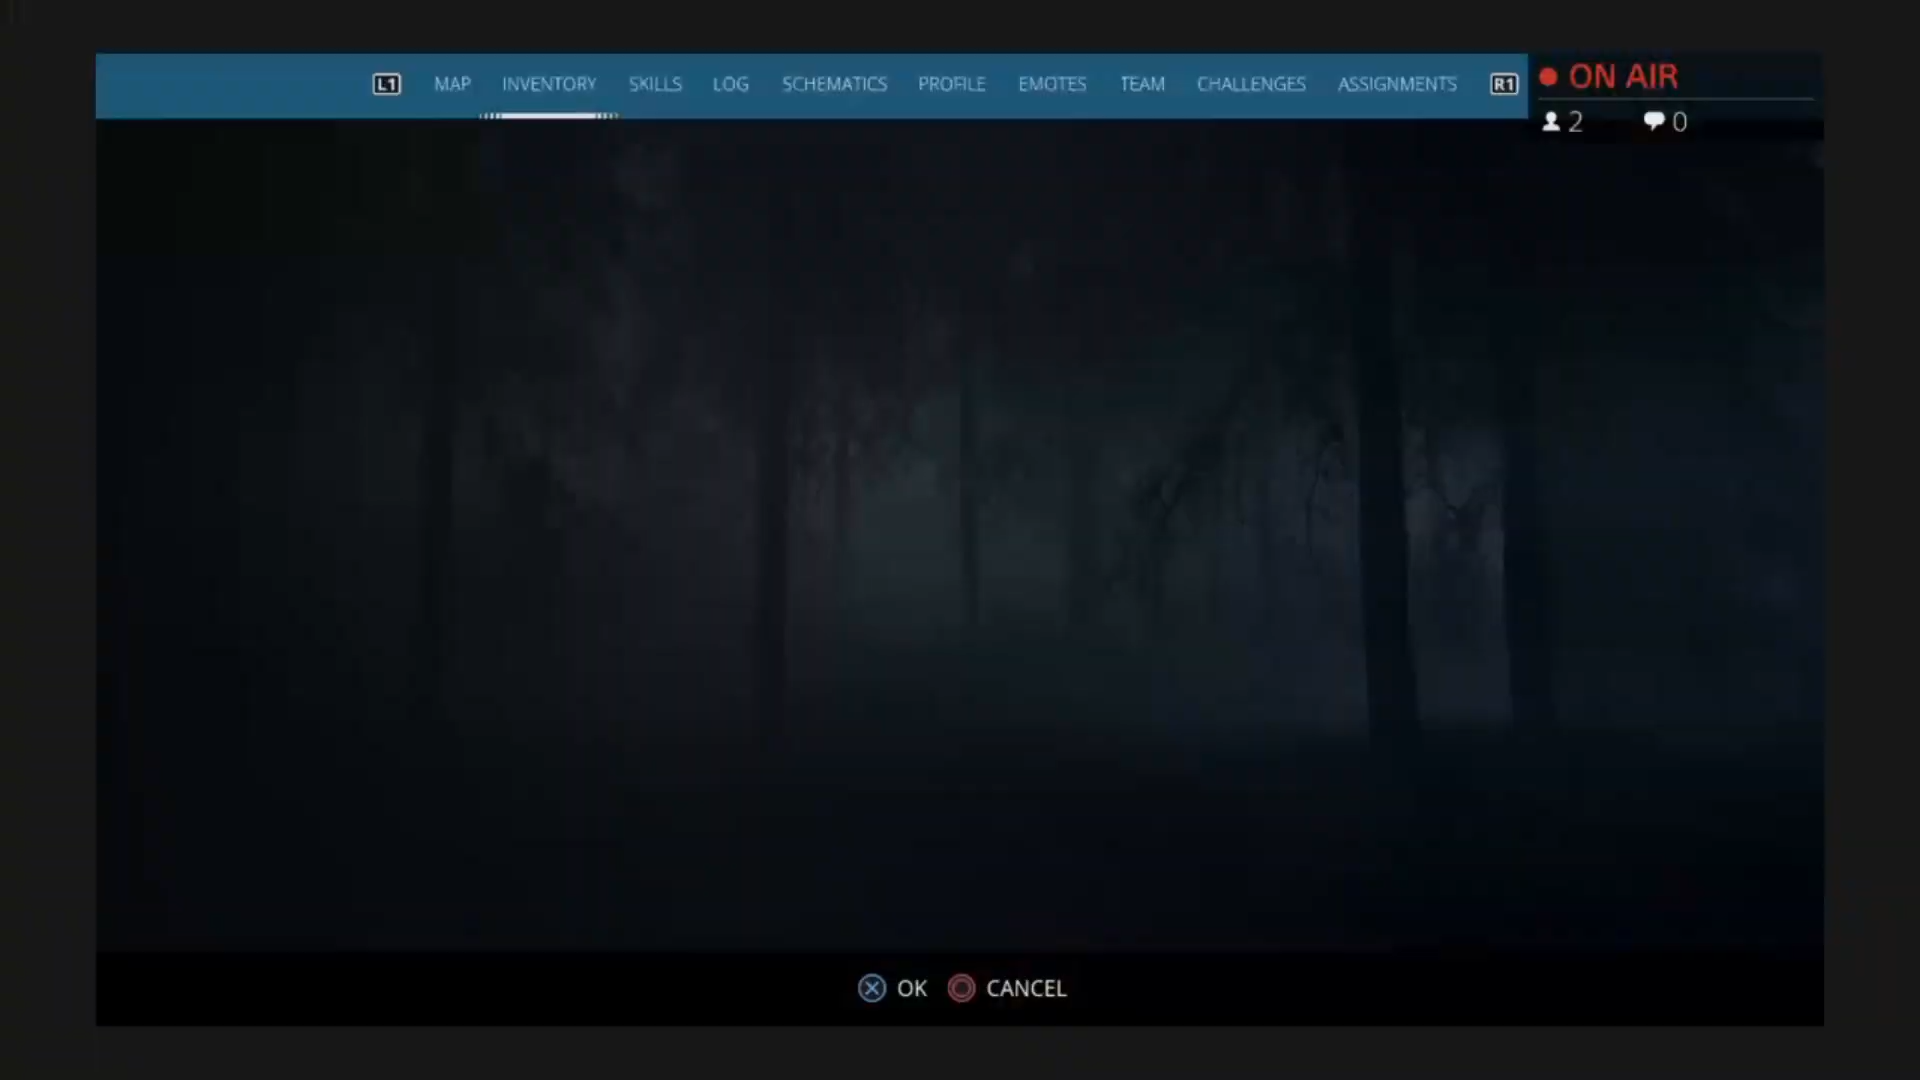 L1 MAP INVENTORY SKILLS LOG SCHEMATICS PROFILE EMOTES TEAM CHALLENGES ASSIGNMENTS R1
ON AIR
2 0
OK CANCEL